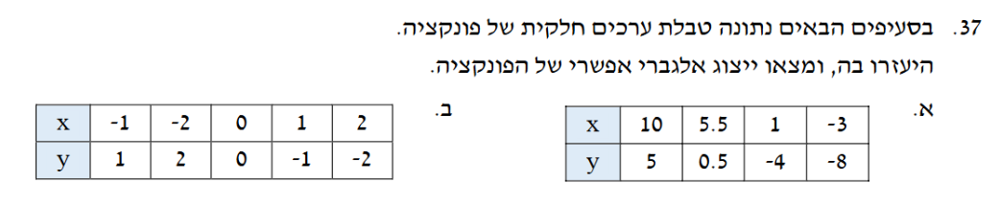 37. בסעיפים הבאים נתונה טבלת ערכים חלקית של פונקציה.
היעזרו בה, ומצאו ייצוג אלגברי אפשרי של הפונקציה.
א.
x 10 5.5 1 -3
y 5 0.5 -4 -8
ב.
x -1 -2 0 1 2
y 1 2 0 -1 -2